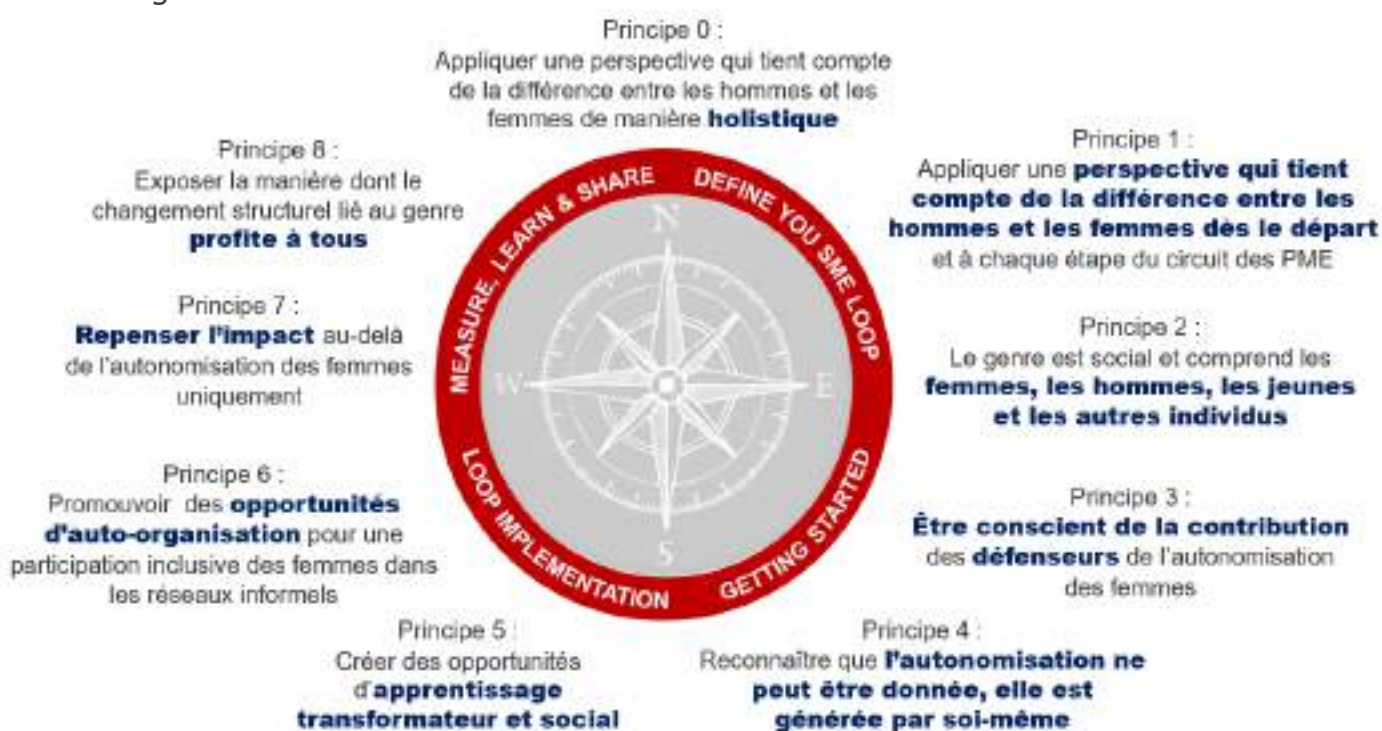 Principe 0 :
Appliquer une perspective qui tient compte
de la différence entre les hommes et les
femmes de manière holistique
Principe 1 :
Appliquer une perspective qui tient
compte de la différence entre les
hommes et les femmes dès le départ
et à chaque étape du circuit des PME
Principe 2 :
Le genre est social et comprend les
femmes, les hommes, les jeunes
et les autres individus
Principe 3 :
Être conscient de la contribution
des défenseurs de l'autonomisation
des femmes
Principe 4 :
Reconnaître que l'autonomisation ne
peut être donnée, elle est
générée par soi-même
Principe 5 :
Créer des opportunités
d'apprentissage
transformateur et social
Principe 6 :
Promouvoir des opportunités
d'auto-organisation pour une
participation inclusive des femmes dans
les réseaux informels
Principe 7 :
Repenser l'impact au-delà
de l'autonomisation des femmes
uniquement
Principe 8 :
Exposer la manière dont le
changement structurel lié au genre
profite à tous
DEFINE YOU SME LOOP
GETTING STARTED
LOOP IMPLEMENTATION
MEASURE, LEARN & SHARE
N
E
S
W